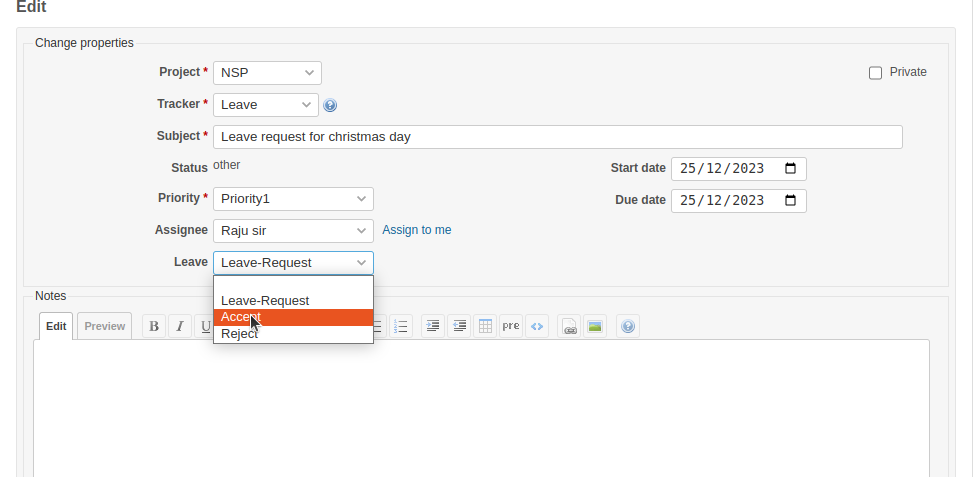 Edit
Change properties
Project * NSP
Private
Tracker * Leave ?
Subject * Leave request for christmas day
Status other
Start date 25/12/2023
Priority * Priority1
Due date 25/12/2023
Assignee Raju sir Assign to me
Leave Leave-Request
Leave-Request
Accept
Reject
Notes
Edit Preview B I U pre ?